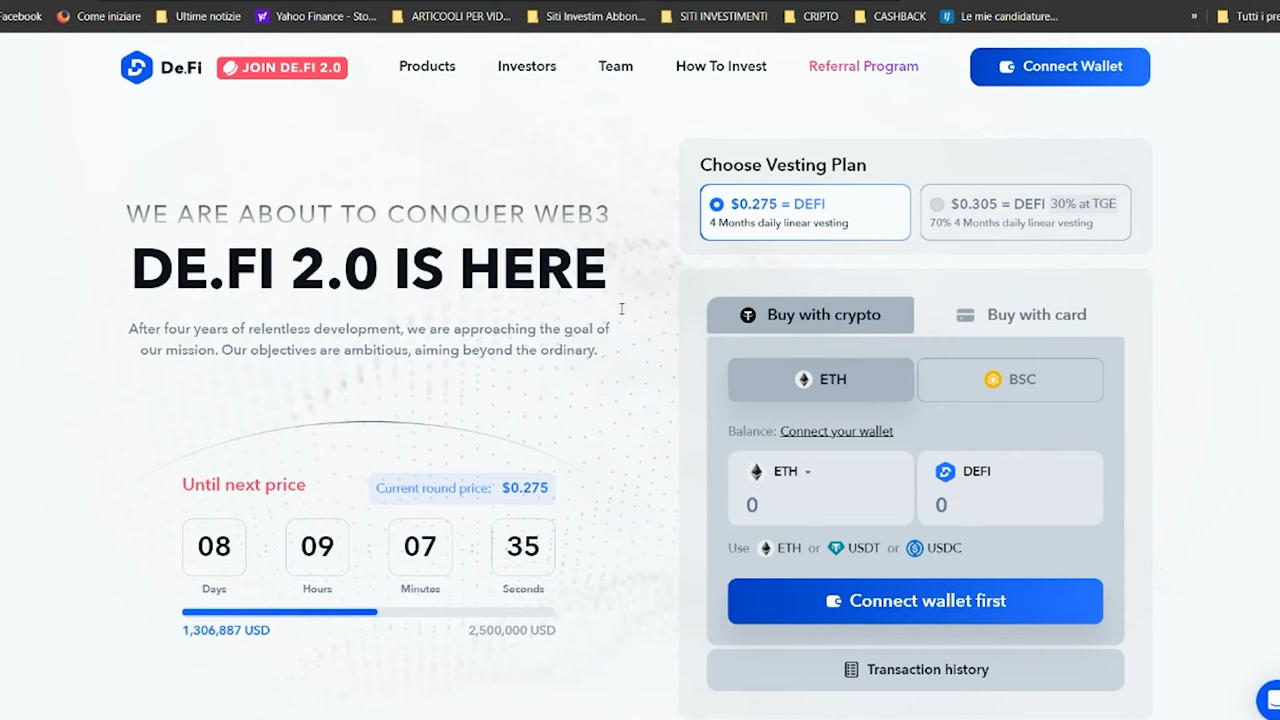 Facebook
Come iniziare
Ultime notizie
Yahoo Finance - Sto...
ARTICOOLI PER VID...
Siti Investim Abbon...
SITI INVESTIMENTI
CRIPTO
CASHBACK
Le mie candidature...
»
Tutti i pre
De.Fi
JOIN DE.FI 2.0
Products
Investors
Team
How To Invest
Referral Program
Connect Wallet
WE ARE ABOUT TO CONQUER WEB3
DE.FI 2.0 IS HERE
After four years of relentless development, we are approaching the goal of
our mission. Our objectives are ambitious, aiming beyond the ordinary.
Until next price
Current round price: $0.275
08 : 09 : 07 : 35
Days Hours Minutes Seconds
1,306,887 USD 2,500,000 USD
Choose Vesting Plan
$0.275 = DEFI
4 Months daily linear vesting
$0.305 = DEFI 30% at TGE
70% 4 Months daily linear vesting
Buy with crypto
Buy with card
ETH
BSC
Balance: Connect your wallet
ETH
0
DEFI
0
Use ETH or USDT or USDC
Connect wallet first
Transaction history